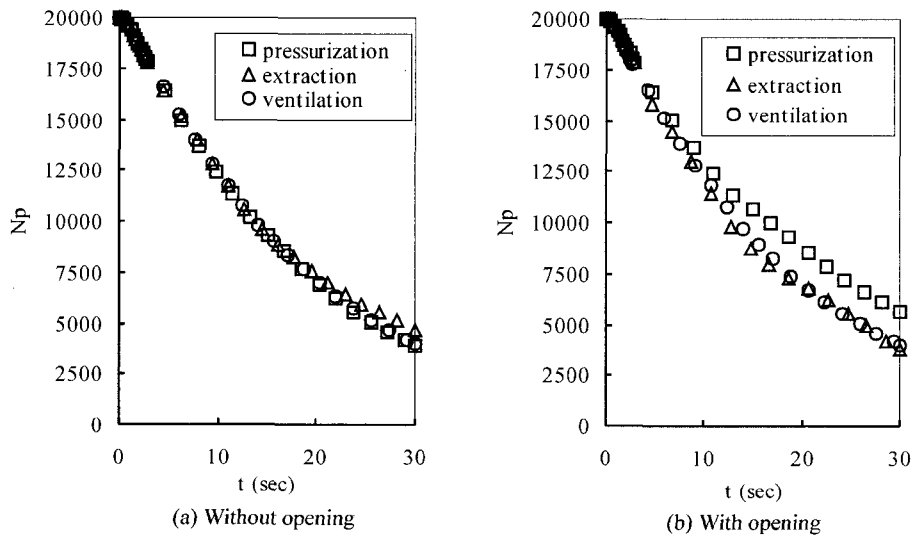 20000
17500
15000
12500
10000
7500
5000
2500
0
Np
pressurization
extraction
ventilation
0 10 20 30
t (sec)
(a) Without opening
20000
17500
15000
12500
10000
7500
5000
2500
0
Np
pressurization
extraction
ventilation
0 10 20 30
t (sec)
(b) With opening